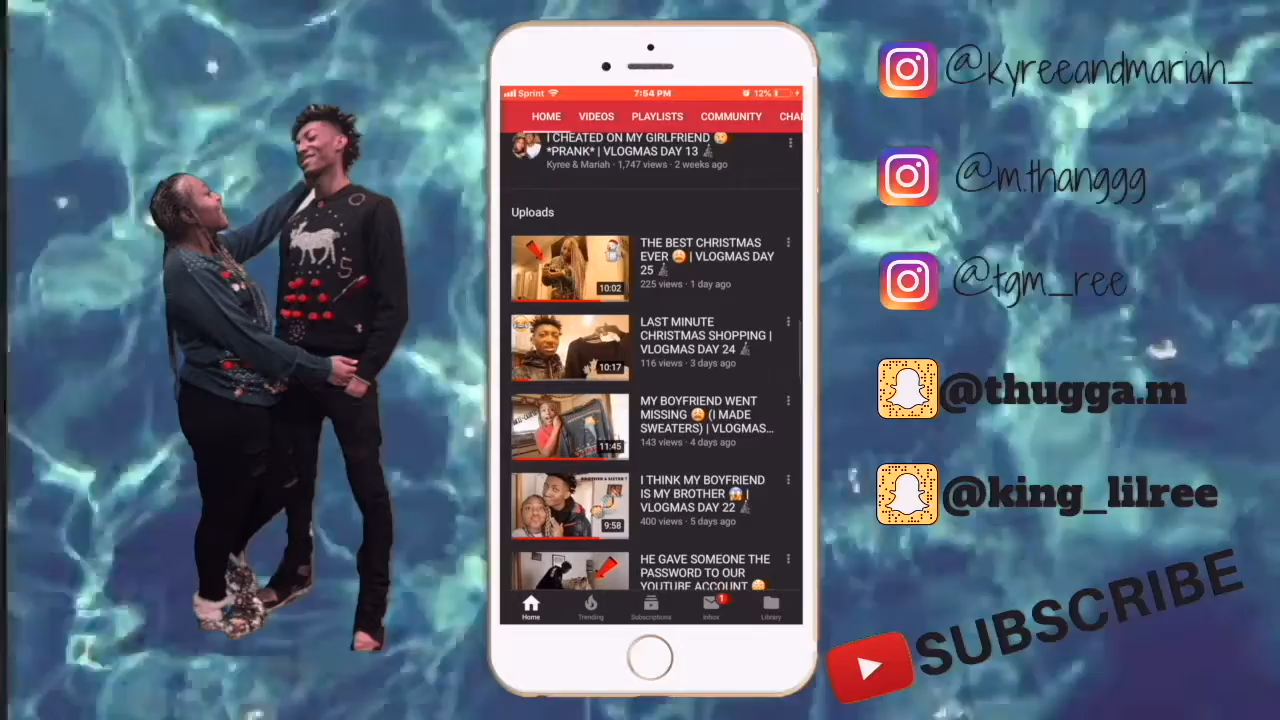 Sprint 7:54 PM 12%
HOME VIDEOS PLAYLISTS COMMUNITY CHA
I CHEATED ON MY GIRLFRIEND 😢
*PRANK* | VLOGMAS DAY 13 🎄
Kyree & Mariah · 1,747 views · 2 weeks ago
Uploads
THE BEST CHRISTMAS
EVER 😩 | VLOGMAS DAY
25 🎄
225 views · 1 day ago
10:02
LAST MINUTE
CHRISTMAS SHOPPING |
VLOGMAS DAY 24 🎄
116 views · 3 days ago
10:17
MY BOYFRIEND WENT
MISSING 😩 (I MADE
SWEATERS) | VLOGMAS...
143 views · 4 days ago
11:45
I THINK MY BOYFRIEND
IS MY BROTHER 😱 |
VLOGMAS DAY 22 🎄
400 views · 5 days ago
9:58
HE GAVE SOMEONE THE
PASSWORD TO OUR
YOUTUBE ACCOUNT 😳
Home Trending Subscriptions Inbox Library
1
@kyreeandmariah_
@m.thanggg
@tgm_ree
@thugga.m
@king_lilree
SUBSCRIBE